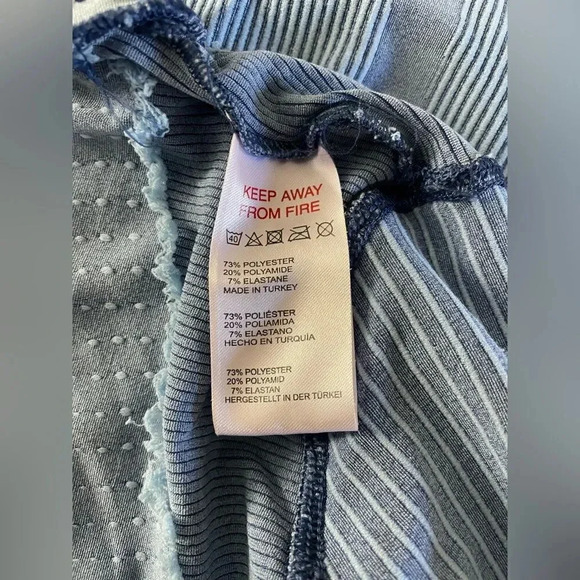 KEEP AWAY
FROM FIRE
40
73% POLYESTER
20% POLYAMIDE
7% ELASTANE
MADE IN TURKEY
73% POLIÉSTER
20% POLIAMIDA
7% ELASTANO
HECHO EN TURQUÍA
73% POLYESTER
20% POLYAMID
7% ELASTAN
HERGESTELLT IN DER TÜRKEI